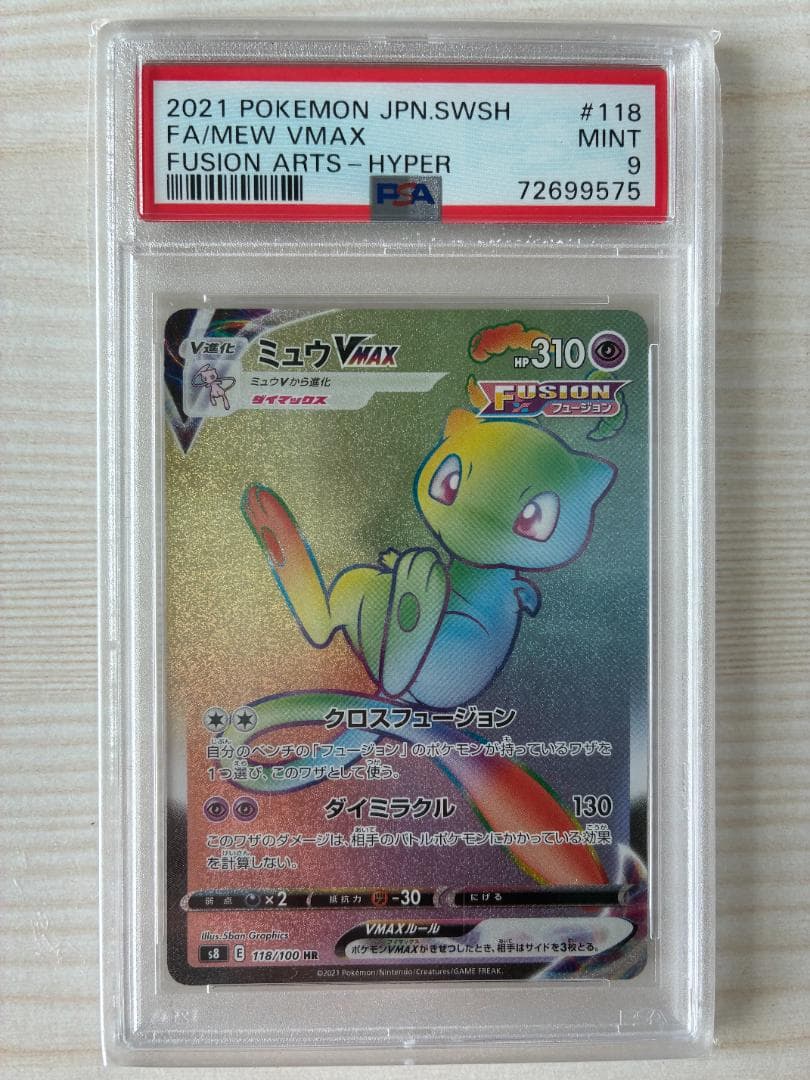 2021 POKEMON JPN.SWSH #118
FA/MEW VMAX MINT
FUSION ARTS-HYPER 9
PSA 72699575
V進化 ミュウVMAX HP310
ミュウVから進化
ダイマックス
FUSION
フュージョン
クロスフュージョン
自分のベンチの「フュージョン」のポケモンが持っているワザを
1つ選び、このワザとして使う。
ダイミラクル 130
このワザのダメージは、相手のバトルポケモンにかかっている効果
を計算しない。
弱点 ×2 抵抗力 -30 にげる
Illus.5ban Graphics
VMAXルール
ポケモンVMAXがきぜつしたとき、相手はサイドを3枚とる。
s8 E 118/100 HR
©2021 Pokémon/Nintendo/Creatures/GAME FREAK.